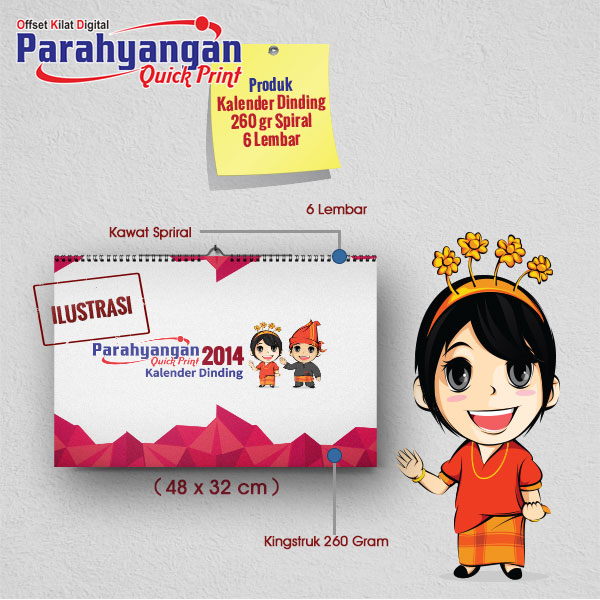 Offset Kilat Digital
Parahyangan
Quick Print
Produk
Kalender Dinding
260 gr Spiral
6 Lembar
6 Lembar
Kawat Spriral
ILUSTRASI
Parahyangan 2014
Quick Print
Kalender Dinding
( 48 x 32 cm )
Kingstruk 260 Gram